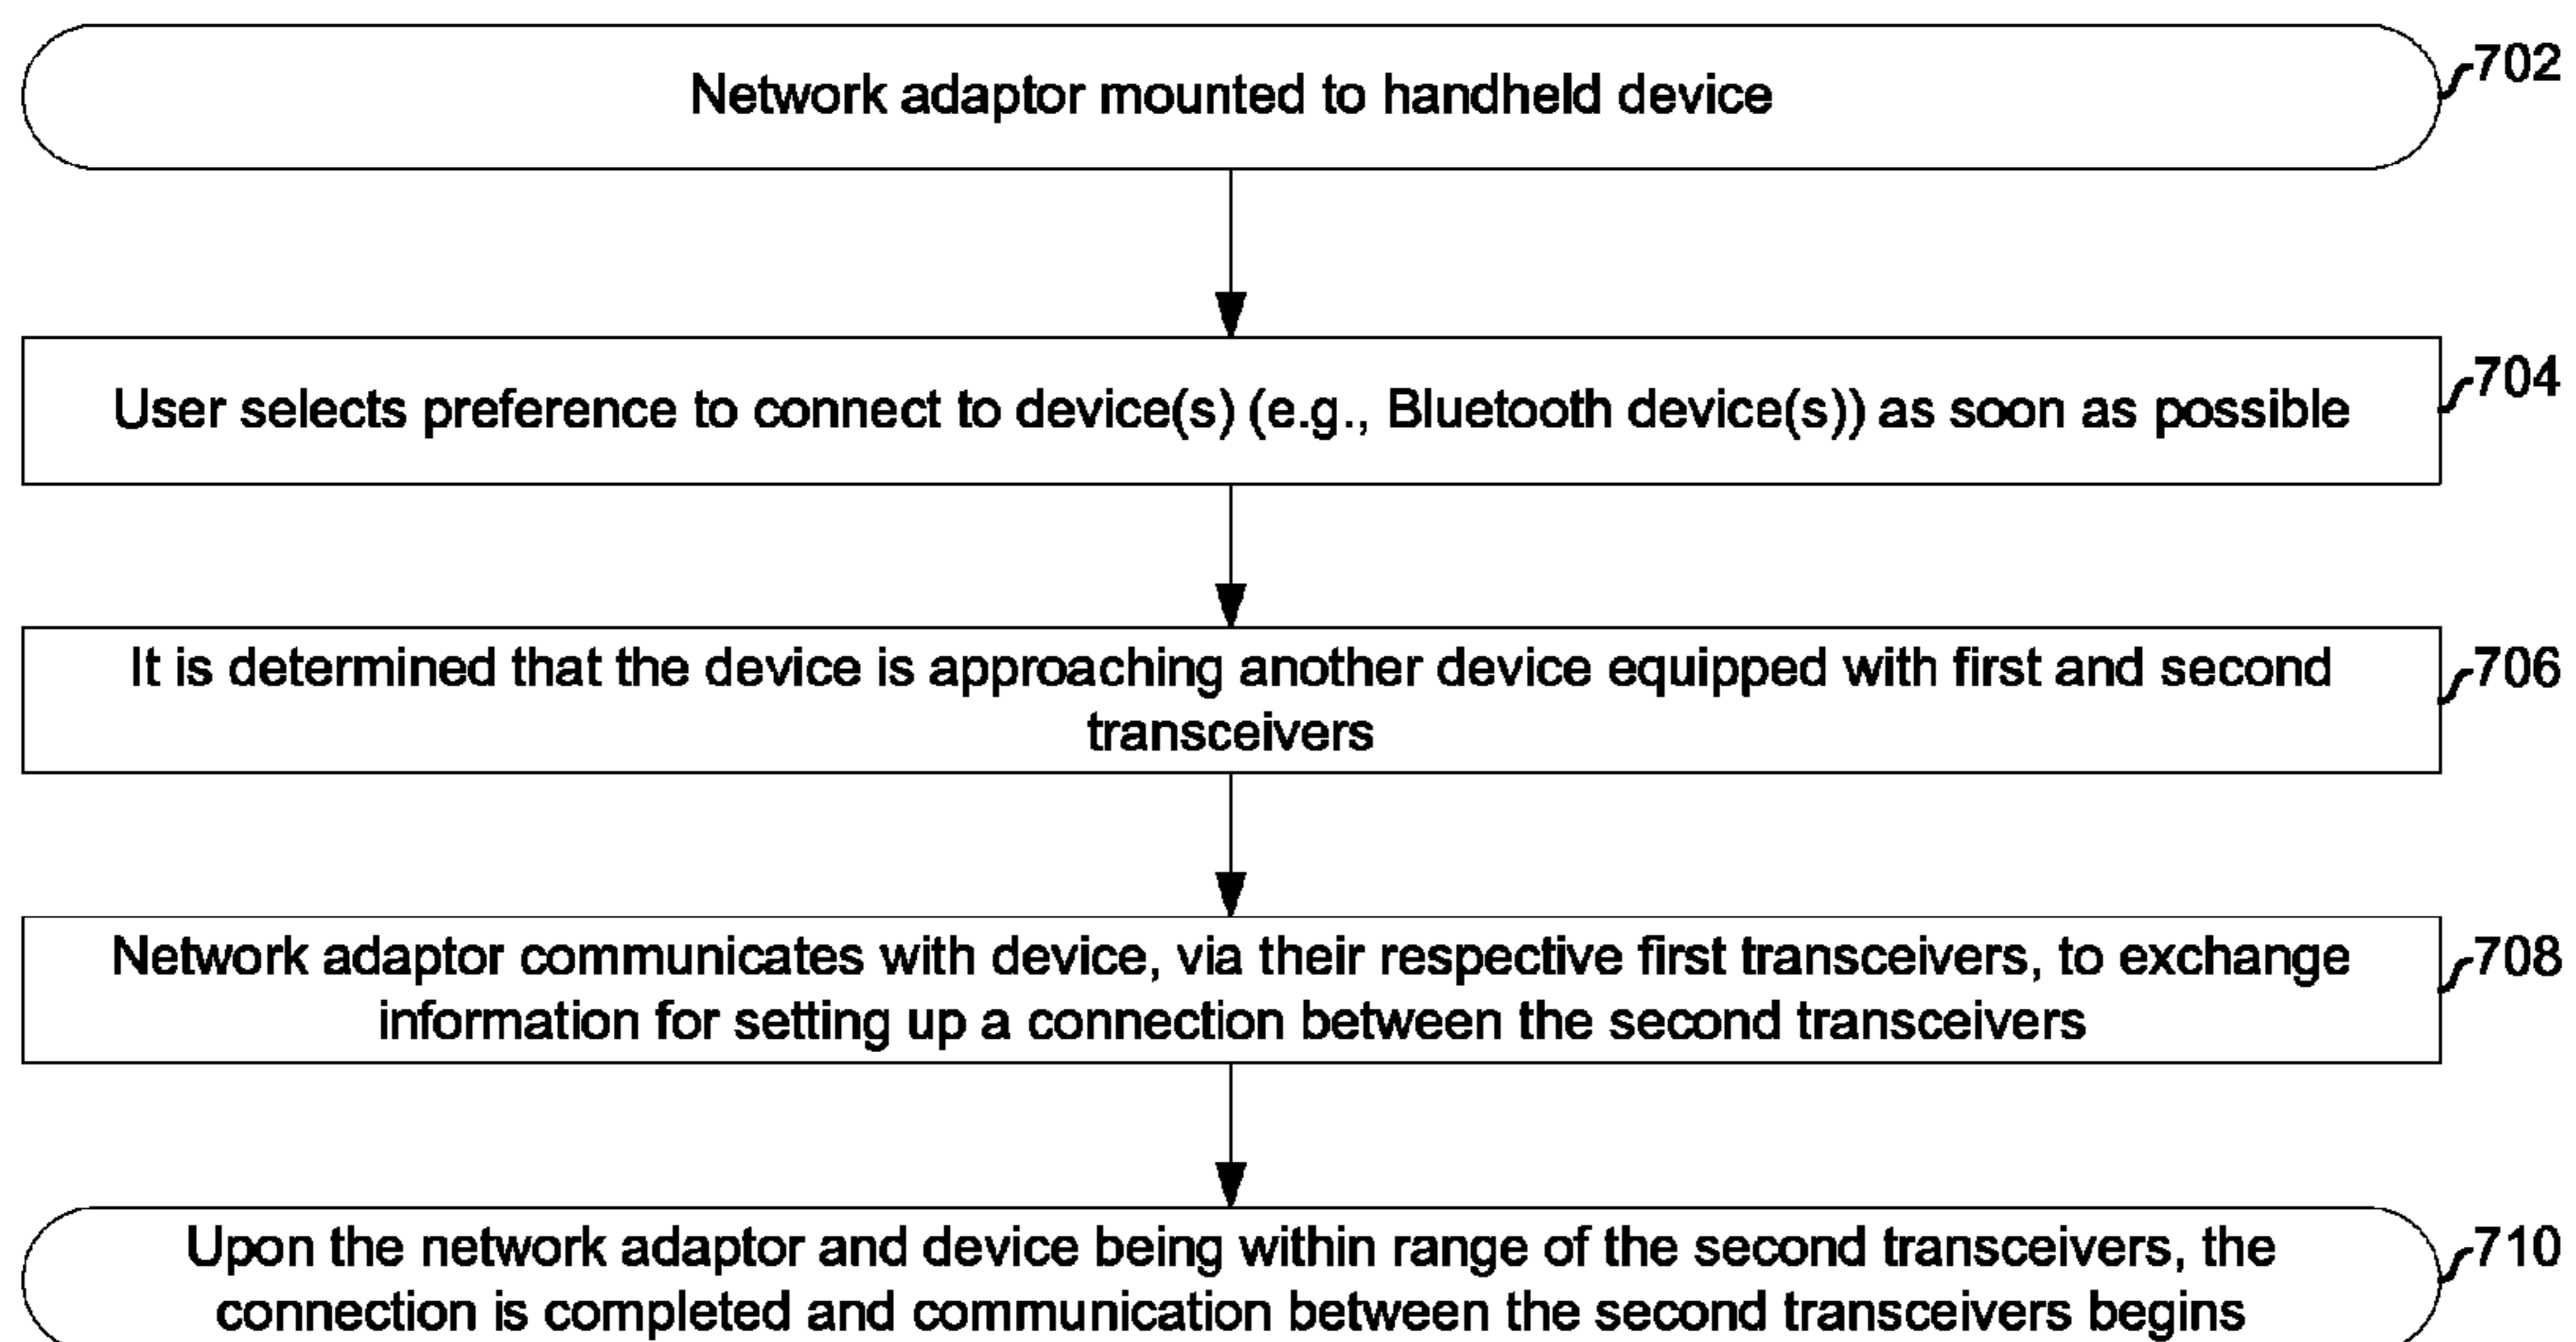 Network adaptor mounted to handheld device
702
User selects preference to connect to device(s) (e.g., Bluetooth device(s)) as soon as possible
704
It is determined that the device is approaching another device equipped with first and second
transceivers
706
Network adaptor communicates with device, via their respective first transceivers, to exchange
information for setting up a connection between the second transceivers
708
Upon the network adaptor and device being within range of the second transceivers, the
connection is completed and communication between the second transceivers begins
710